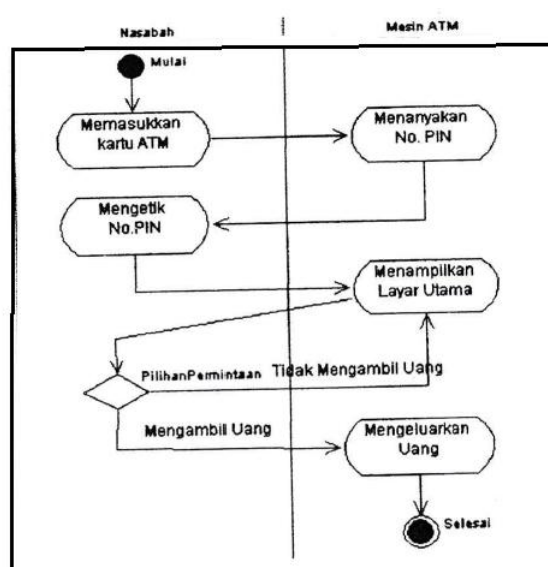 Nasabah
Mesin ATM
Mulai
Memasukkan
kartu ATM
Menanyakan
No. PIN
Mengetik
No.PIN
Menampilkan
Layar Utama
PilihanPermintaan
Tidak Mengambil Uang
Mengambil Uang
Mengeluarkan
Uang
Selesai